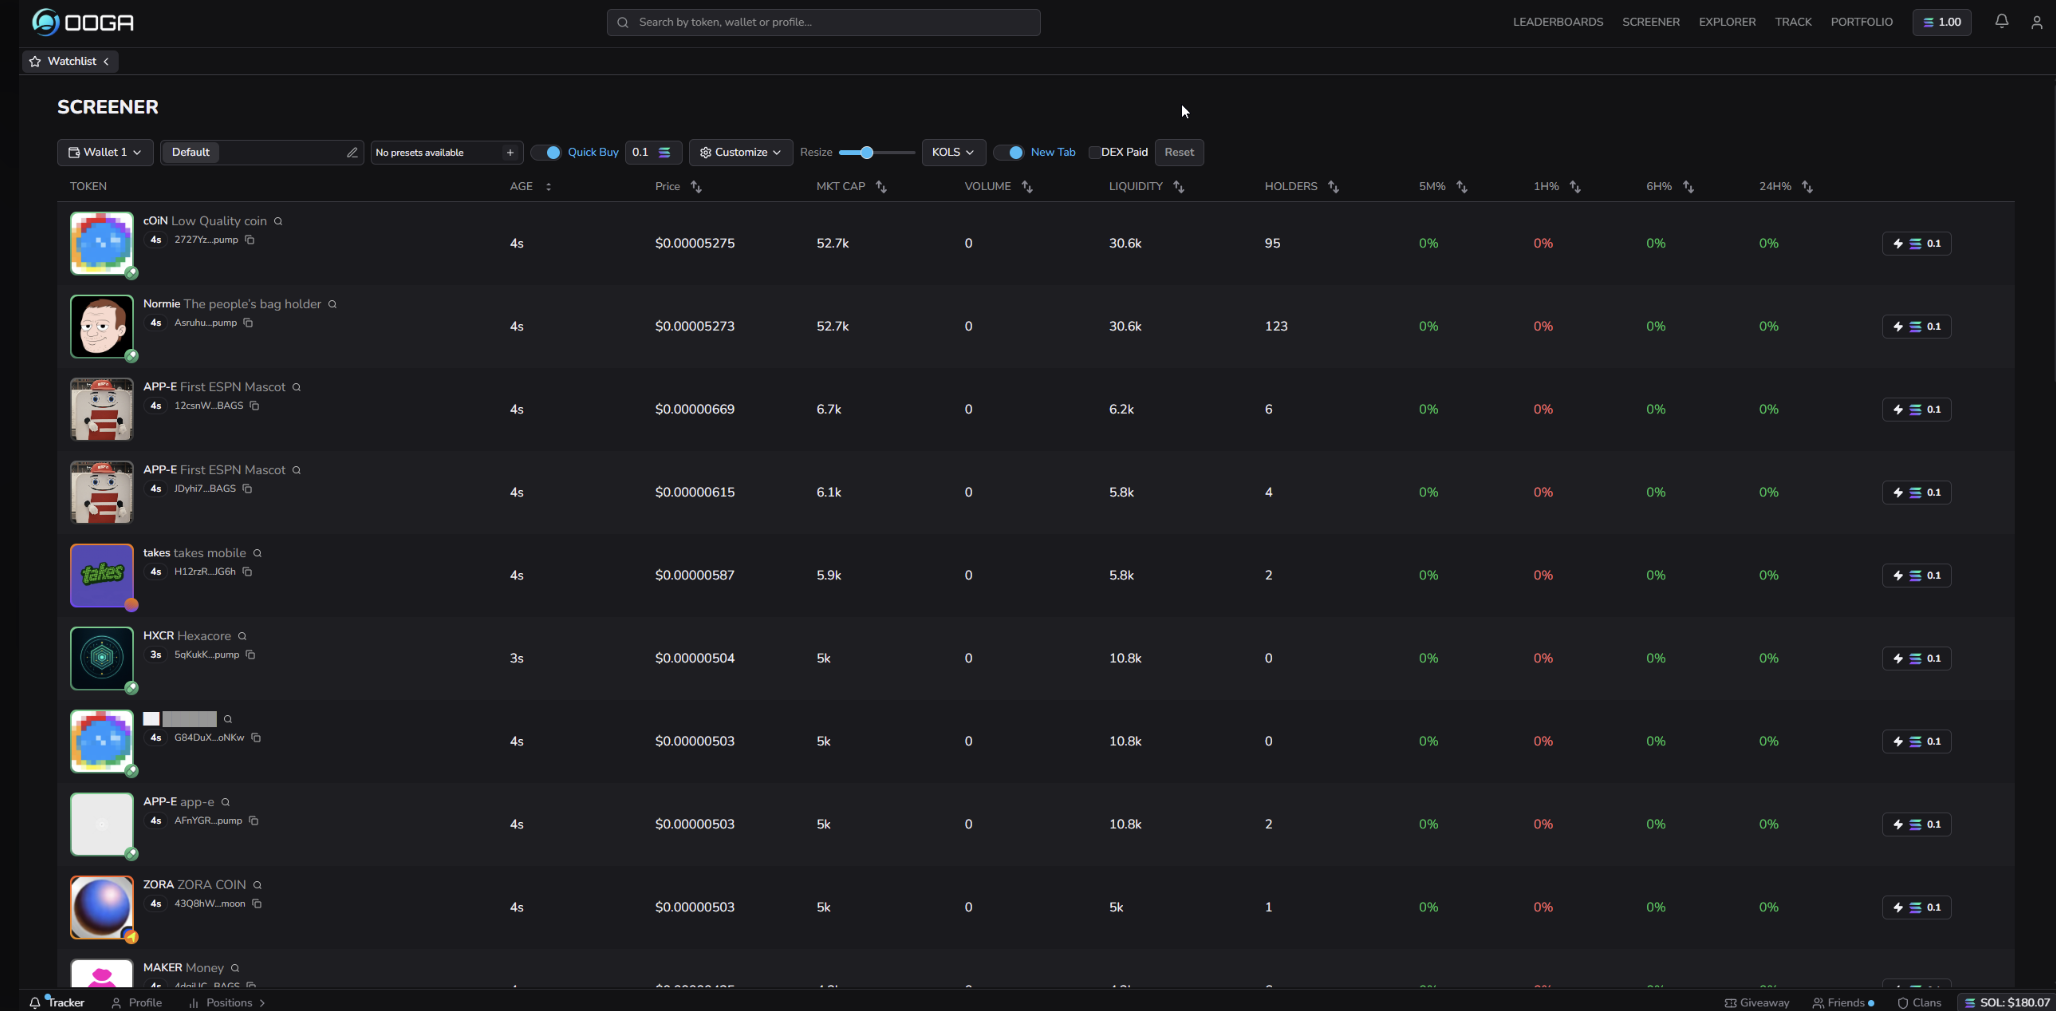 OOGA
Search by token, wallet or profile...
LEADERBOARDS SCREENER EXPLORER TRACK PORTFOLIO 1.00
Watchlist
SCREENER
Wallet 1 Default No presets available + Quick Buy 0.1 Customize Resize KOLS New Tab DEX Paid Reset
TOKEN AGE Price MKT CAP VOLUME LIQUIDITY HOLDERS 5M% 1H% 6H% 24H%
cOiN Low Quality coin
4s 2727Yz...pump
4s $0.00005275 52.7k 0 30.6k 95 0% 0% 0% 0% 0.1
Normie The people's bag holder
4s Asruhu...pump
4s $0.00005273 52.7k 0 30.6k 123 0% 0% 0% 0% 0.1
APP-E First ESPN Mascot
4s 12csnW...BAGS
4s $0.00000669 6.7k 0 6.2k 6 0% 0% 0% 0% 0.1
APP-E First ESPN Mascot
4s JDyhi7...BAGS
4s $0.00000615 6.1k 0 5.8k 4 0% 0% 0% 0% 0.1
takes
takes takes mobile
4s H12rzR...JG6h
4s $0.00000587 5.9k 0 5.8k 2 0% 0% 0% 0% 0.1
HXCR Hexacore
3s 5qKukK...pump
3s $0.00000504 5k 0 10.8k 0 0% 0% 0% 0% 0.1
4s G84DuX...oNKw
4s $0.00000503 5k 0 10.8k 0 0% 0% 0% 0% 0.1
APP-E app-e
4s AFnYGR...pump
4s $0.00000503 5k 0 10.8k 2 0% 0% 0% 0% 0.1
ZORA ZORA COIN
4s 43Q8hW...moon
4s $0.00000503 5k 0 5k 1 0% 0% 0% 0% 0.1
MAKER Money
Tracker Profile Positions Giveaway Friends Clans SOL: $180.07